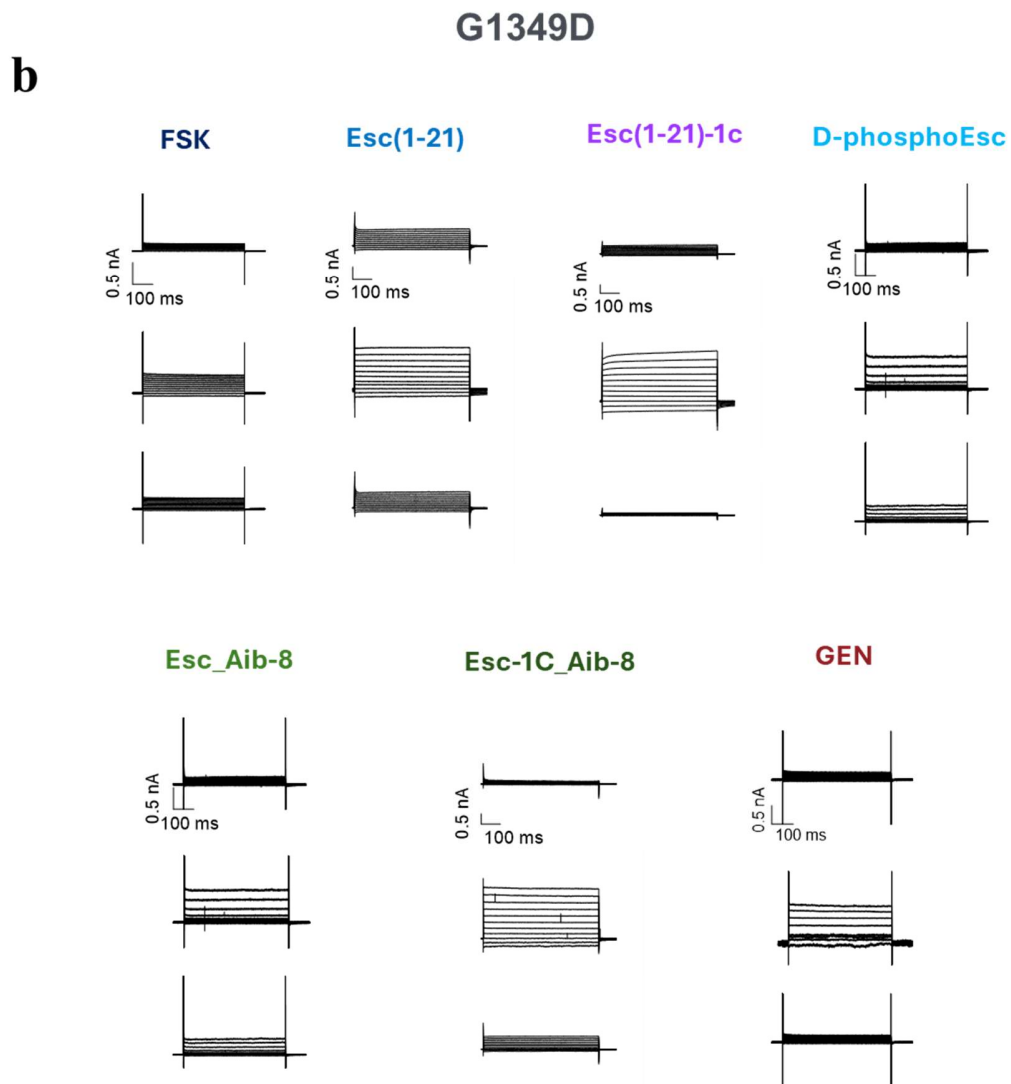 G1349D
b
FSK
Esc(1-21)
Esc(1-21)-1c
D-phosphoEsc
0.5 nA
100 ms
0.5 nA
100 ms
0.5 nA
100 ms
0.5 nA
100 ms
Esc_Aib-8
Esc-1C_Aib-8
GEN
0.5 nA
100 ms
0.5 nA
100 ms
0.5 nA
100 ms